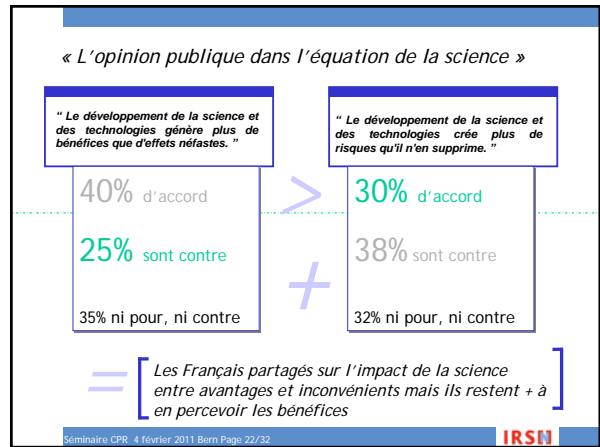 « L'opinion publique dans l'équation de la science »
“ Le développement de la science et
des technologies génère plus de
bénéfices que d'effets néfastes. ”
40% d'accord
25% sont contre
35% ni pour, ni contre
>
+
“ Le développement de la science et
des technologies crée plus de
risques qu'il n'en supprime. ”
30% d'accord
38% sont contre
32% ni pour, ni contre
=
Les Français partagés sur l'impact de la science
entre avantages et inconvénients mais ils restent + à
en percevoir les bénéfices
Séminaire CPR 4 février 2011 Bern Page 22/32
IRSN